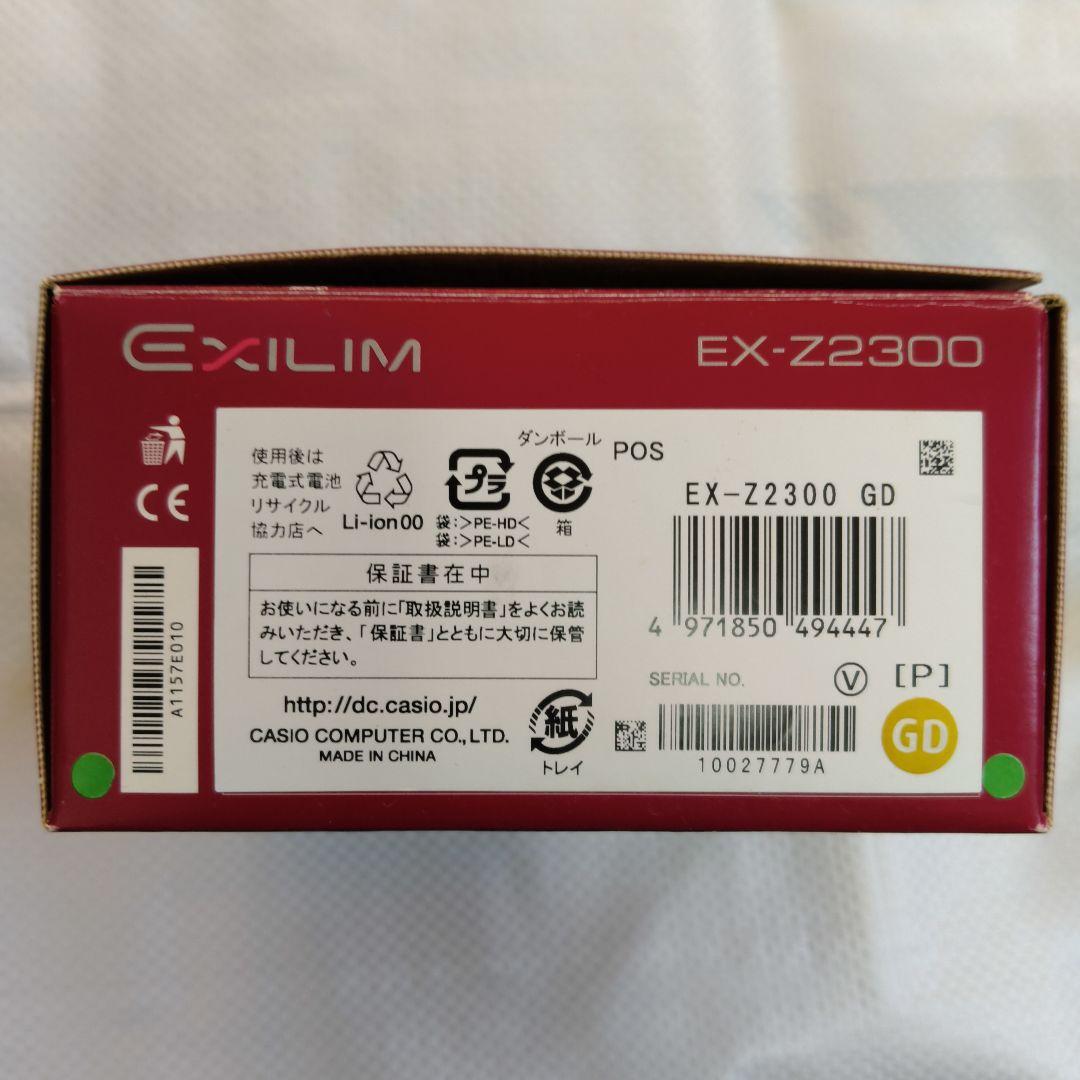 EXILIM
EX-Z2300
使用後は
充電式電池
リサイクル
協力店へ
Li-ion00
プラ
袋:>PE-HD<
袋:>PE-LD<
ダンボール
箱
POS
EX-Z2300 GD
4 971850 494447
保証書在中
お使いになる前に「取扱説明書」をよくお読
みいただき、「保証書」とともに大切に保管
してください。
http://dc.casio.jp/
CASIO COMPUTER CO., LTD.
MADE IN CHINA
紙
トレイ
SERIAL NO.
V
[P]
10027779A
GD
CE
A1157E010